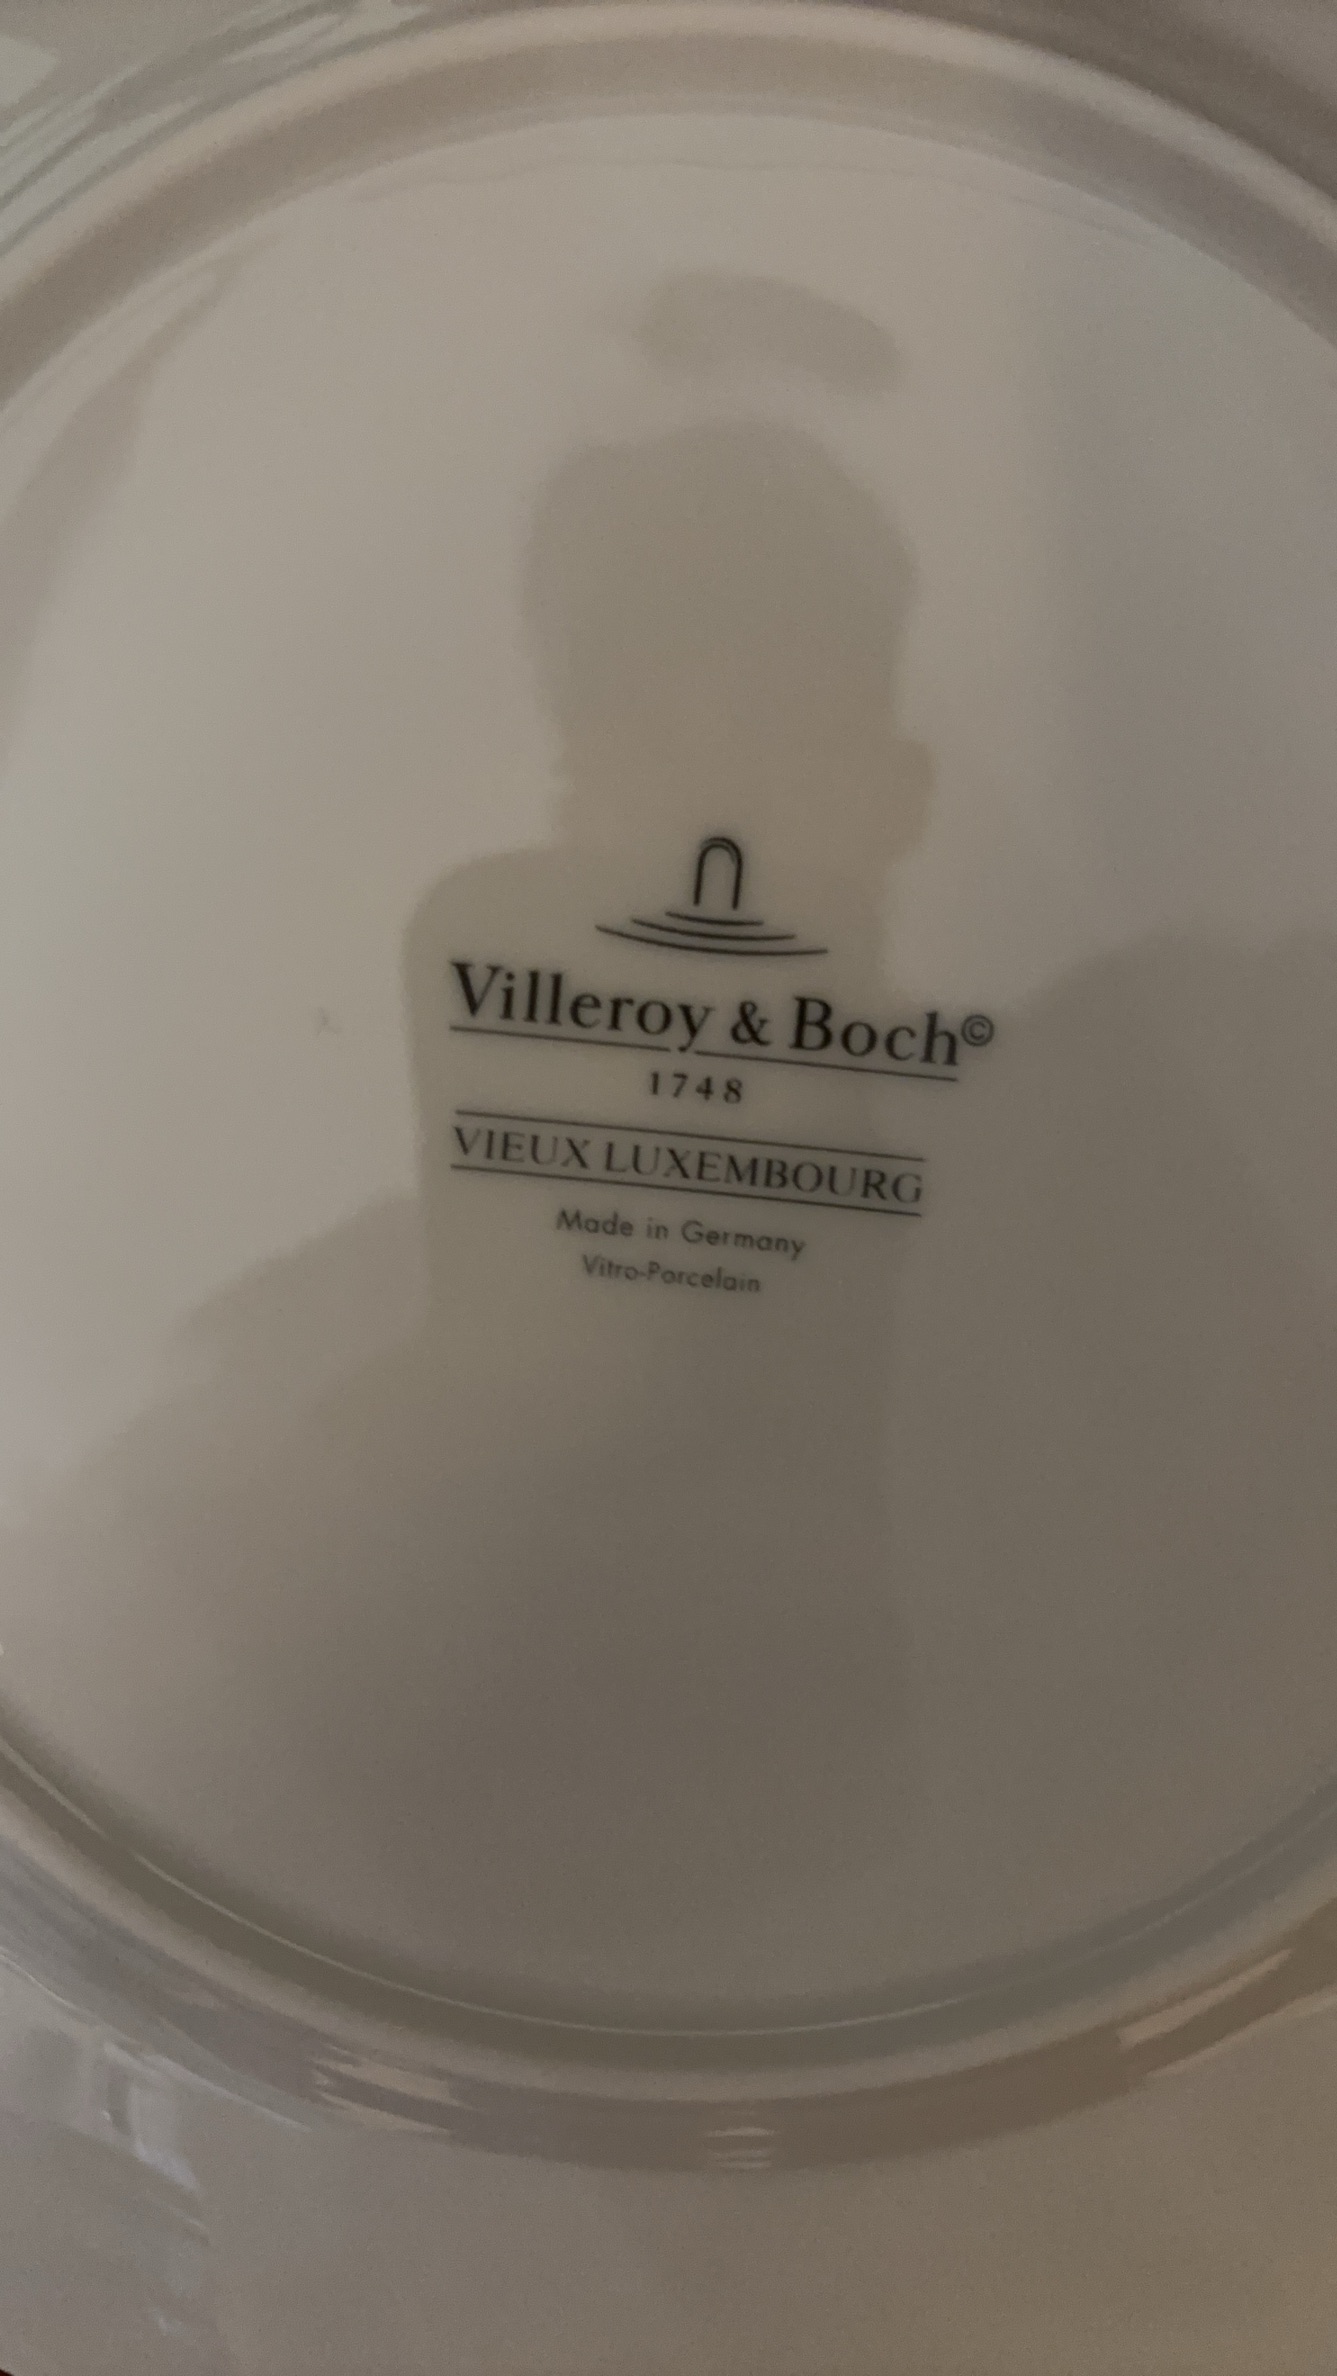 Villeroy & Boch©
1748
VIEUX LUXEMBOURG
Made in Germany
Vitro-Porcelain